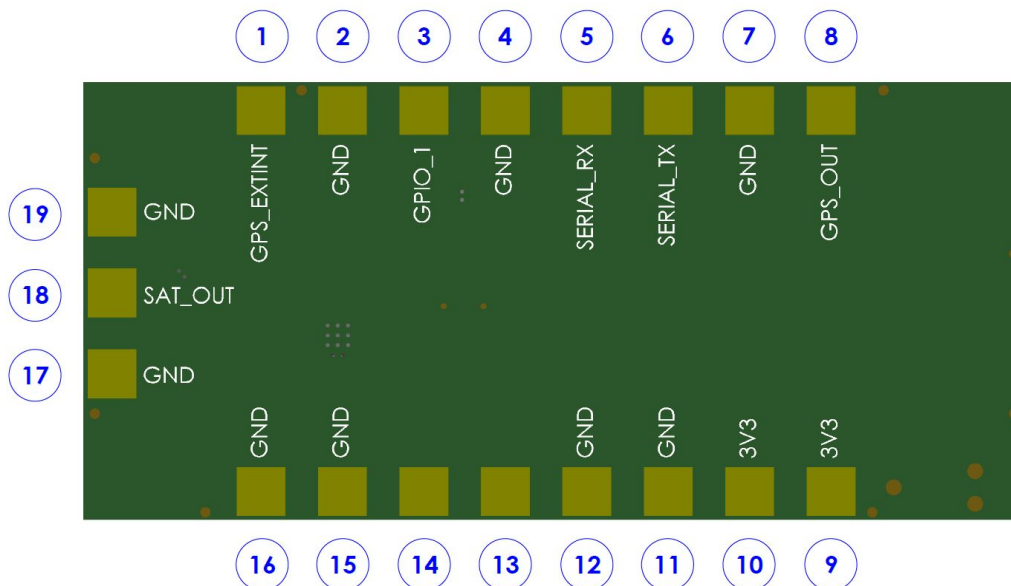 1 2 3 4 5 6 7 8
GPS_EXTINT GND GPIO_1 GND SERIAL_RX SERIAL_TX GND GPS_OUT
19 GND
18 SAT_OUT
17 GND
GND GND GND GND 3V3 3V3
16 15 14 13 12 11 10 9